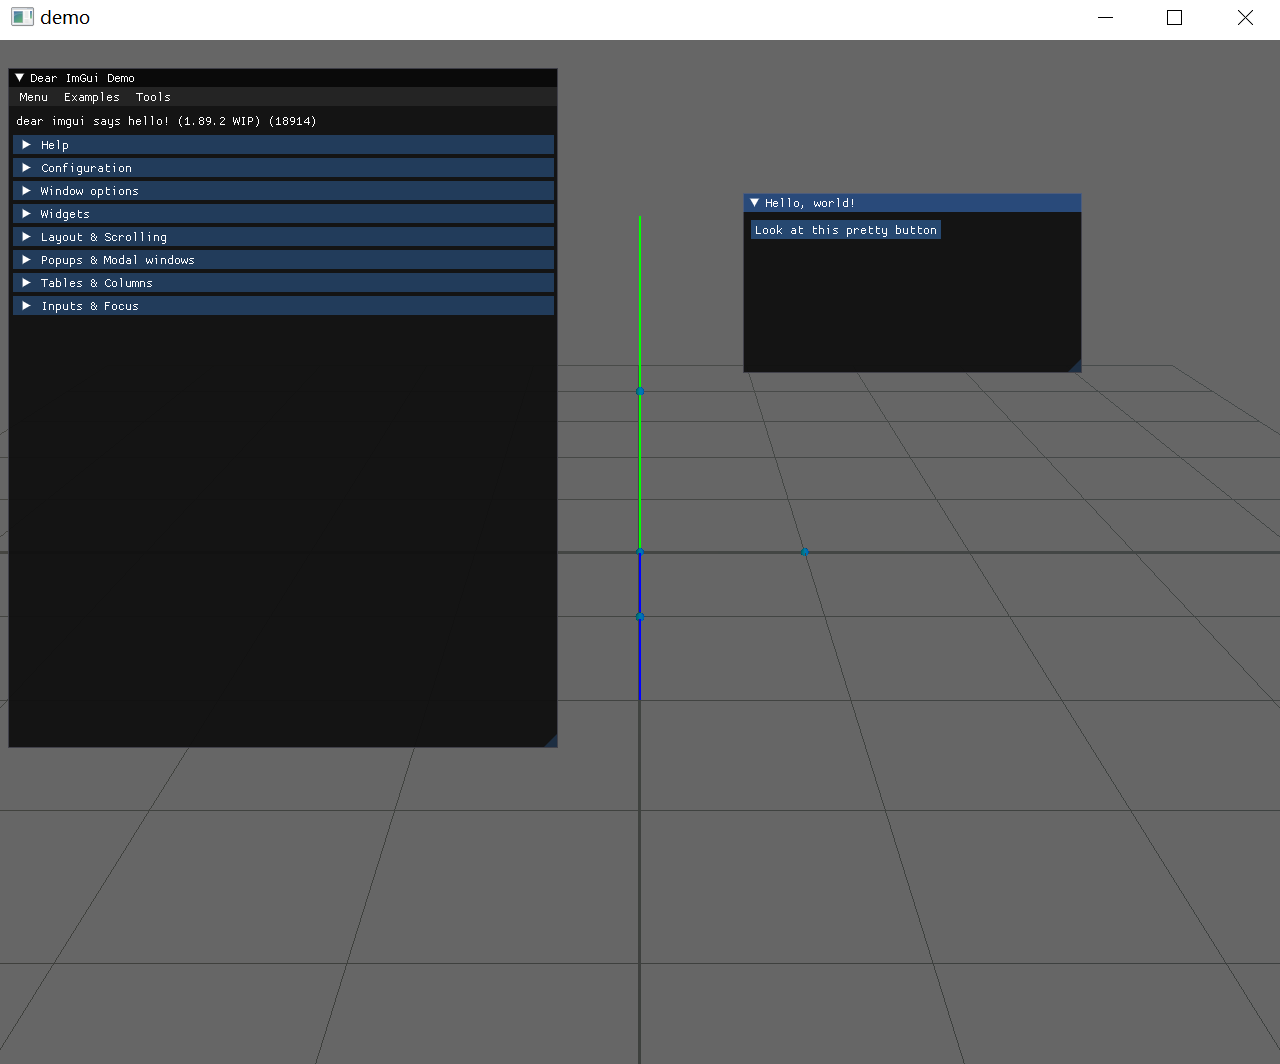 demo
Dear ImGui Demo
Menu Examples Tools
dear imgui says hello! (1.89.2 WIP) (18914)
Help
Configuration
Window options
Widgets
Layout & Scrolling
Popups & Modal windows
Tables & Columns
Inputs & Focus
Hello, world!
Look at this pretty button